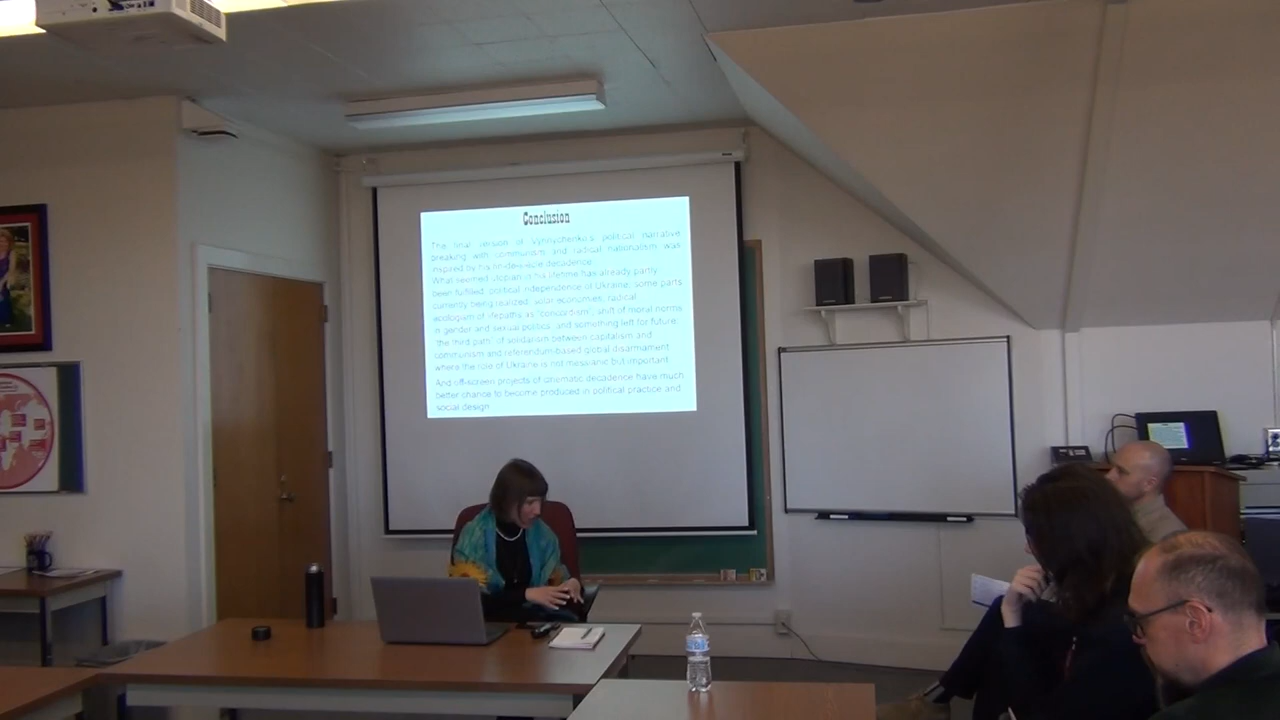 Conclusion
The final version of Vynnychenko's political narrative
breaking with communism and radical nationalism was
inspired by his fin-de-siècle decadence.
What seemed utopian in his lifetime has already partly
been fulfilled: political independence of Ukraine; some parts
currently being realized: solar economies, radical
ecologism of lifepaths as "concordism", shift of moral norms
in gender and sexual politics; and something left for future:
"the third path" of solidarism between capitalism and
communism and referendum-based global disarmament
where the role of Ukraine is not messianic but important.
And off-screen projects of cinematic decadence have much
better chance to become produced in political practice and
social design